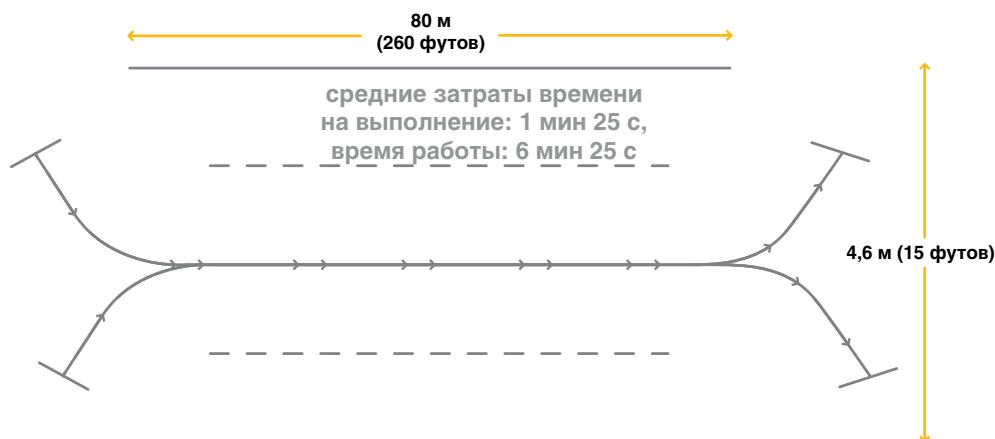 80 м
(260 футов)
средние затраты времени
на выполнение: 1 мин 25 с,
время работы: 6 мин 25 с
4,6 м (15 футов)